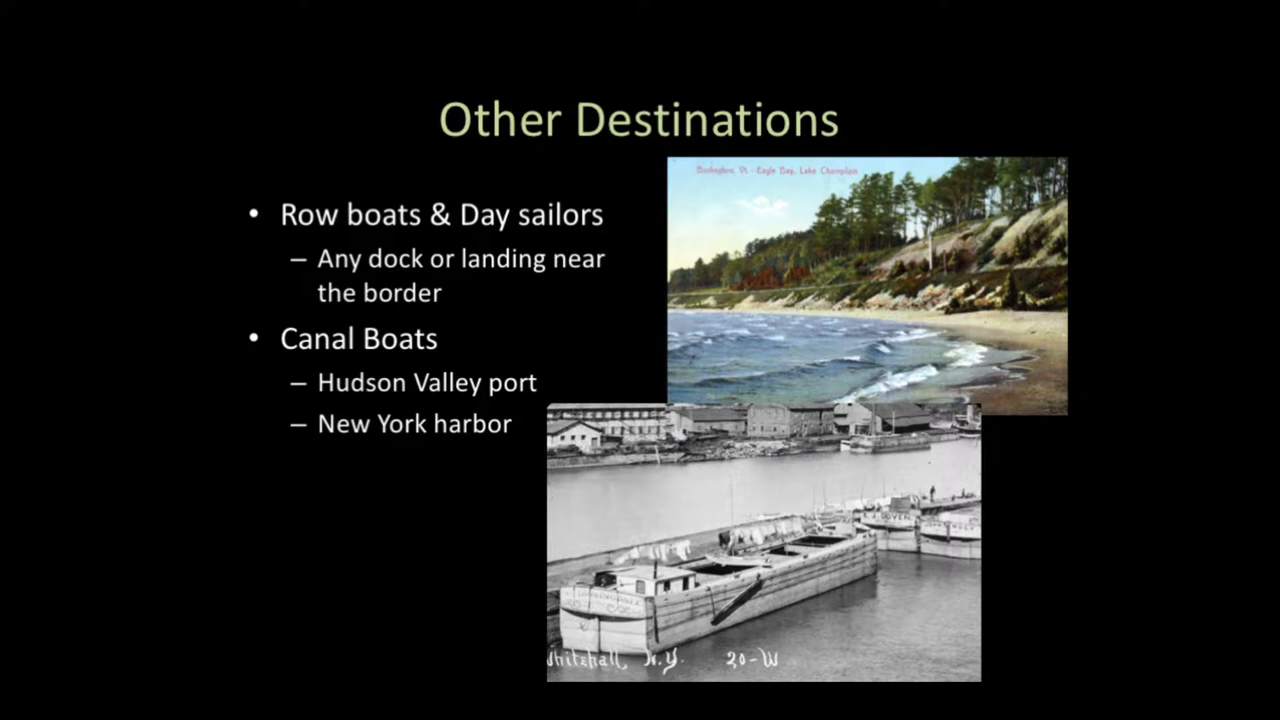 Other Destinations
Burlington, Vt. - Eagle Bay, Lake Champlain
• Row boats & Day sailors
– Any dock or landing near
the border
• Canal Boats
– Hudson Valley port
– New York harbor
Whitehall, N.Y. 20-W